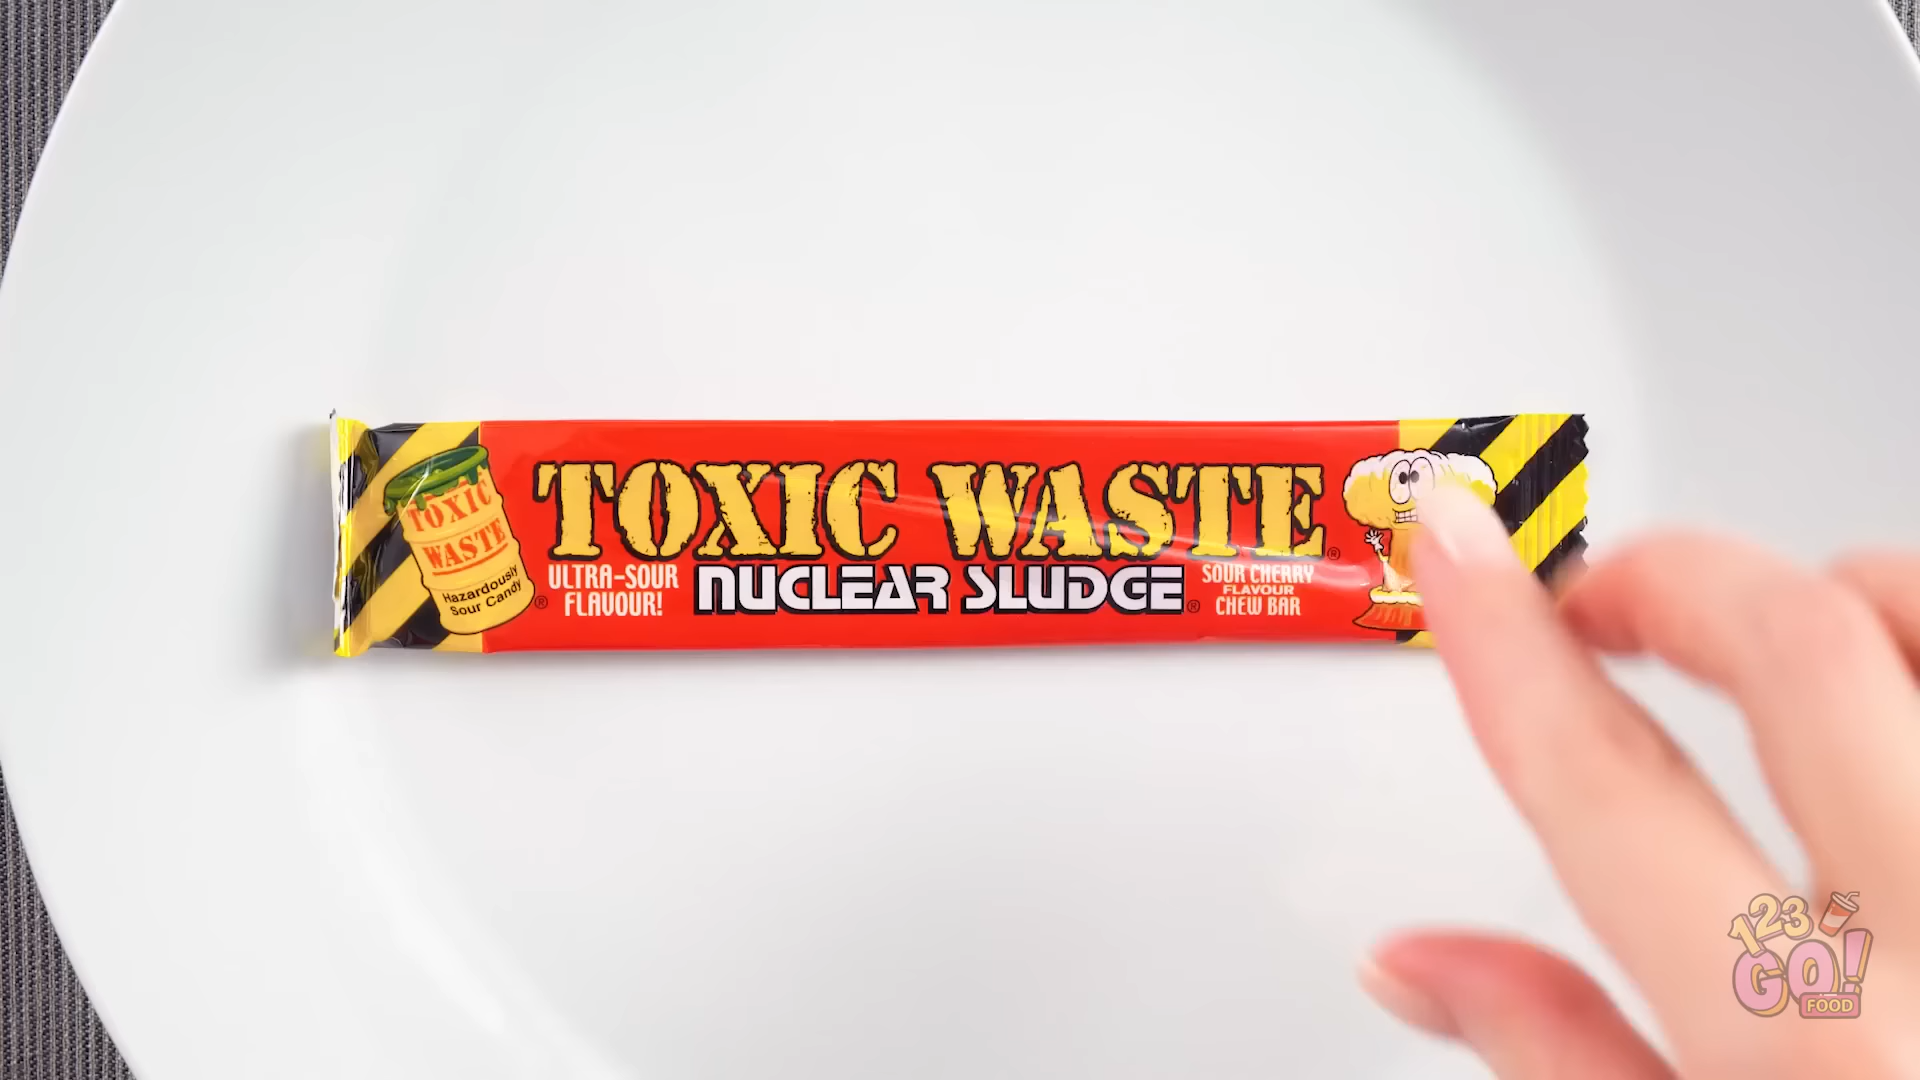 TOXIC
WASTE
Hazardously
Sour Candy
®
TOXIC WASTE®
ULTRA-SOUR
FLAVOUR!
NUCLEAR SLUDGE®
SOUR CHERRY
FLAVOUR
CHEW BAR
123
GO!
FOOD